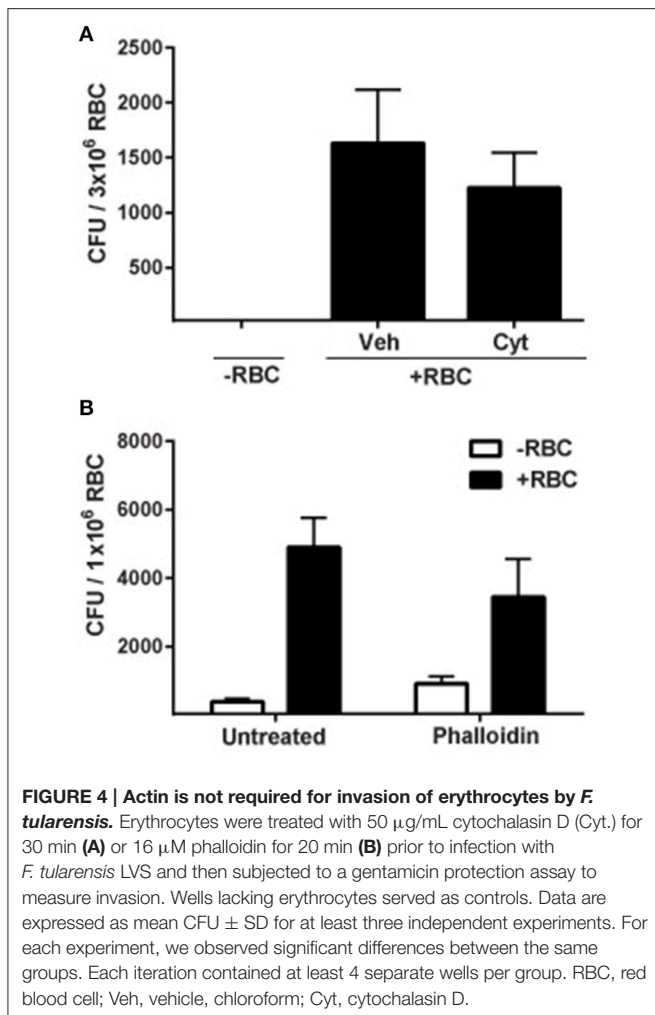 A
CFU / 3x10⁶ RBC
2500
2000
1500
1000
500
Veh Cyt
-RBC +RBC
B
CFU / 1x10⁶ RBC
8000
6000
4000
2000
-RBC
+RBC
Untreated Phalloidin
FIGURE 4 | Actin is not required for invasion of erythrocytes by F.
tularensis. Erythrocytes were treated with 50 μg/mL cytochalasin D (Cyt.) for
30 min (A) or 16 μM phalloidin for 20 min (B) prior to infection with
F. tularensis LVS and then subjected to a gentamicin protection assay to
measure invasion. Wells lacking erythrocytes served as controls. Data are
expressed as mean CFU ± SD for at least three independent experiments. For
each experiment, we observed significant differences between the same
groups. Each iteration contained at least 4 separate wells per group. RBC, red
blood cell; Veh, vehicle, chloroform; Cyt, cytochalasin D.